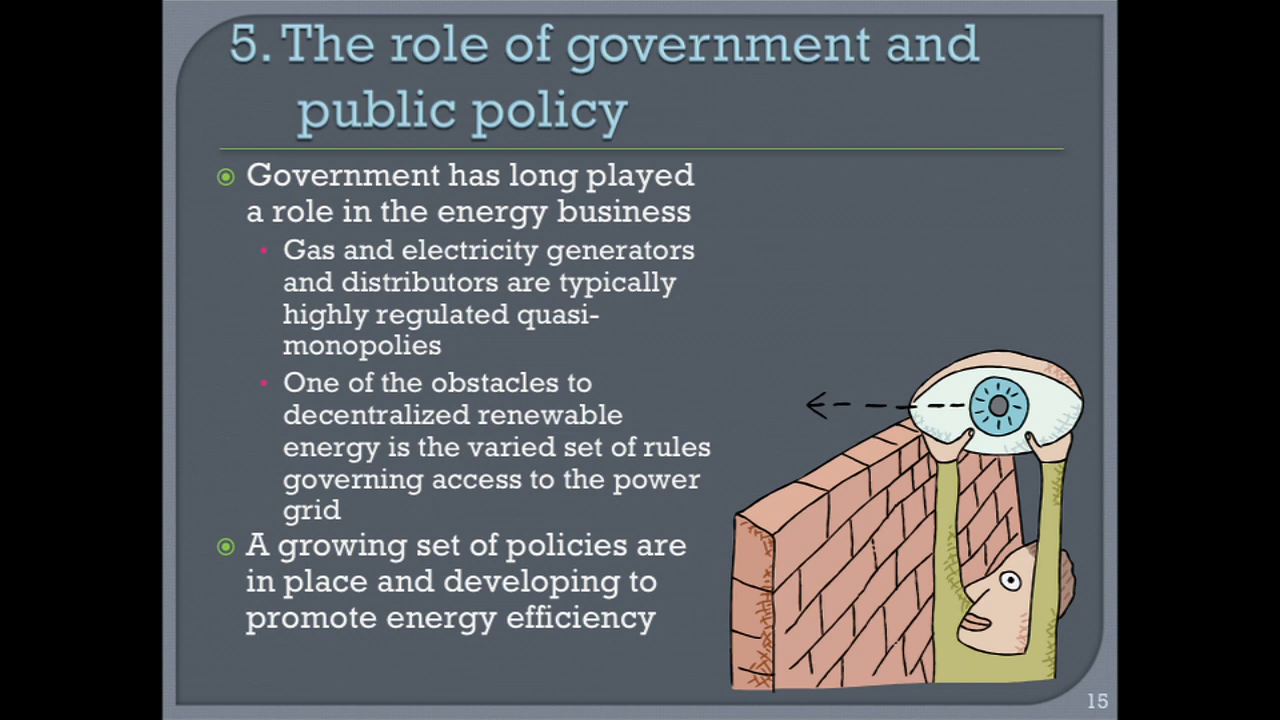 5. The role of government and
public policy
Government has long played
a role in the energy business
Gas and electricity generators
and distributors are typically
highly regulated quasi-
monopolies
One of the obstacles to
decentralized renewable
energy is the varied set of rules
governing access to the power
grid
A growing set of policies are
in place and developing to
promote energy efficiency
15